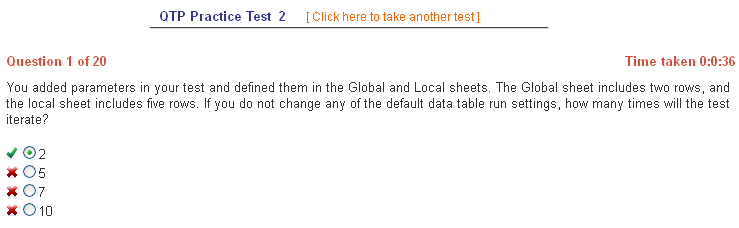 QTP Practice Test 2 [Click here to take another test]
Question 1 of 20 Time taken 0:0:36
You added parameters in your test and defined them in the Global and Local sheets. The Global sheet includes two rows, and
the local sheet includes five rows. If you do not change any of the default data table run settings, how many times will the test
iterate?
2
5
7
10